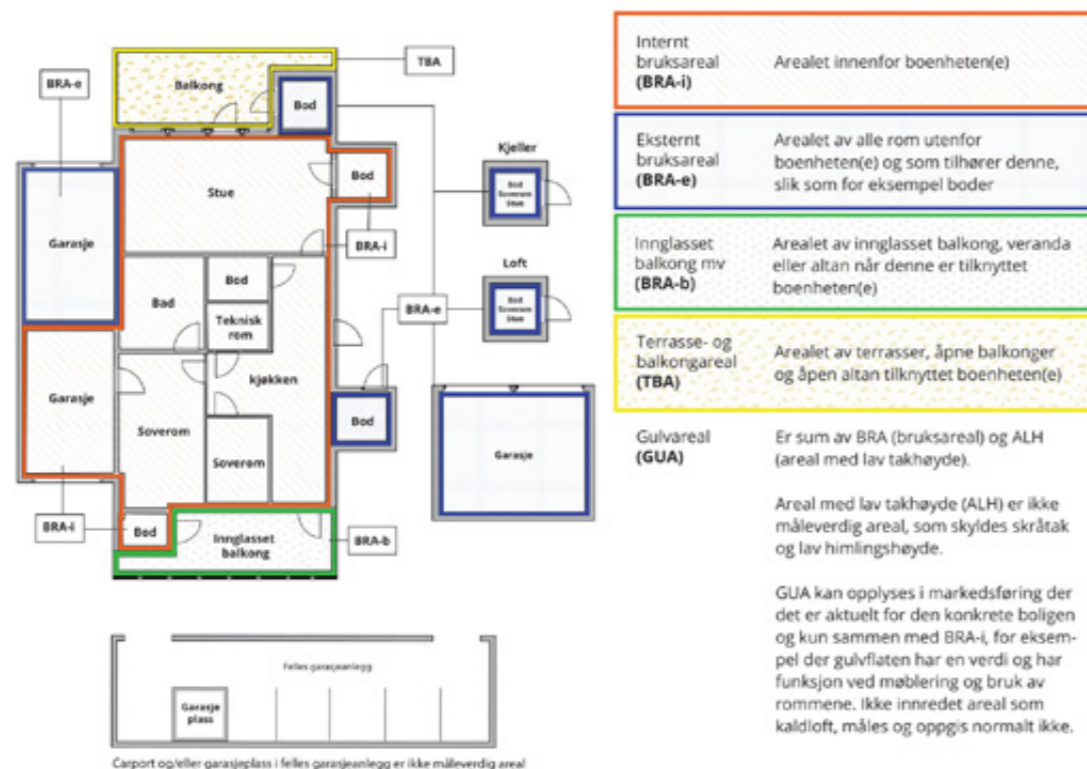 TBA
BRA-e
Balkong
Bod
Kjeller
Bod
Soverom
Stue
Stue
Bod
BRA-i
Garasje
Loft
Bod
Soverom
Stue
Bod
Bad
Teknisk
rom
BRA-e
kjøkken
Garasje
Bod
Soverom
Soverom
Garasje
BRA-i
Bod
Innglasset
balkong
BRA-b
Felles garasjeanlegg
Garasje
plass
Carport og/eller garasjeplass i felles garasjeanlegg er ikke måleverdig areal
Internt
bruksareal
(BRA-i)
Arealet innenfor boenheten(e)
Eksternt
bruksareal
(BRA-e)
Arealet av alle rom utenfor
boenheten(e) og som tilhører denne,
slik som for eksempel boder
Innglasset
balkong mv
(BRA-b)
Arealet av innglasset balkong, veranda
eller altan når denne er tilknyttet
boenheten(e)
Terrasse- og
balkongareal
(TBA)
Arealet av terrasser, åpne balkonger
og åpen altan tilknyttet boenheten(e)
Gulvareal
(GUA)
Er sum av BRA (bruksareal) og ALH
(areal med lav takhøyde).
Areal med lav takhøyde (ALH) er ikke
måleverdig areal, som skyldes skråtak
og lav himlingshøyde.
GUA kan opplyses i markedsføring der
det er aktuelt for den konkrete boligen
og kun sammen med BRA-i, for eksem-
pel der gulvflaten har en verdi og har
funksjon ved møblering og bruk av
rommene. Ikke innredet areal som
kaldloft, måles og oppgis normalt ikke.